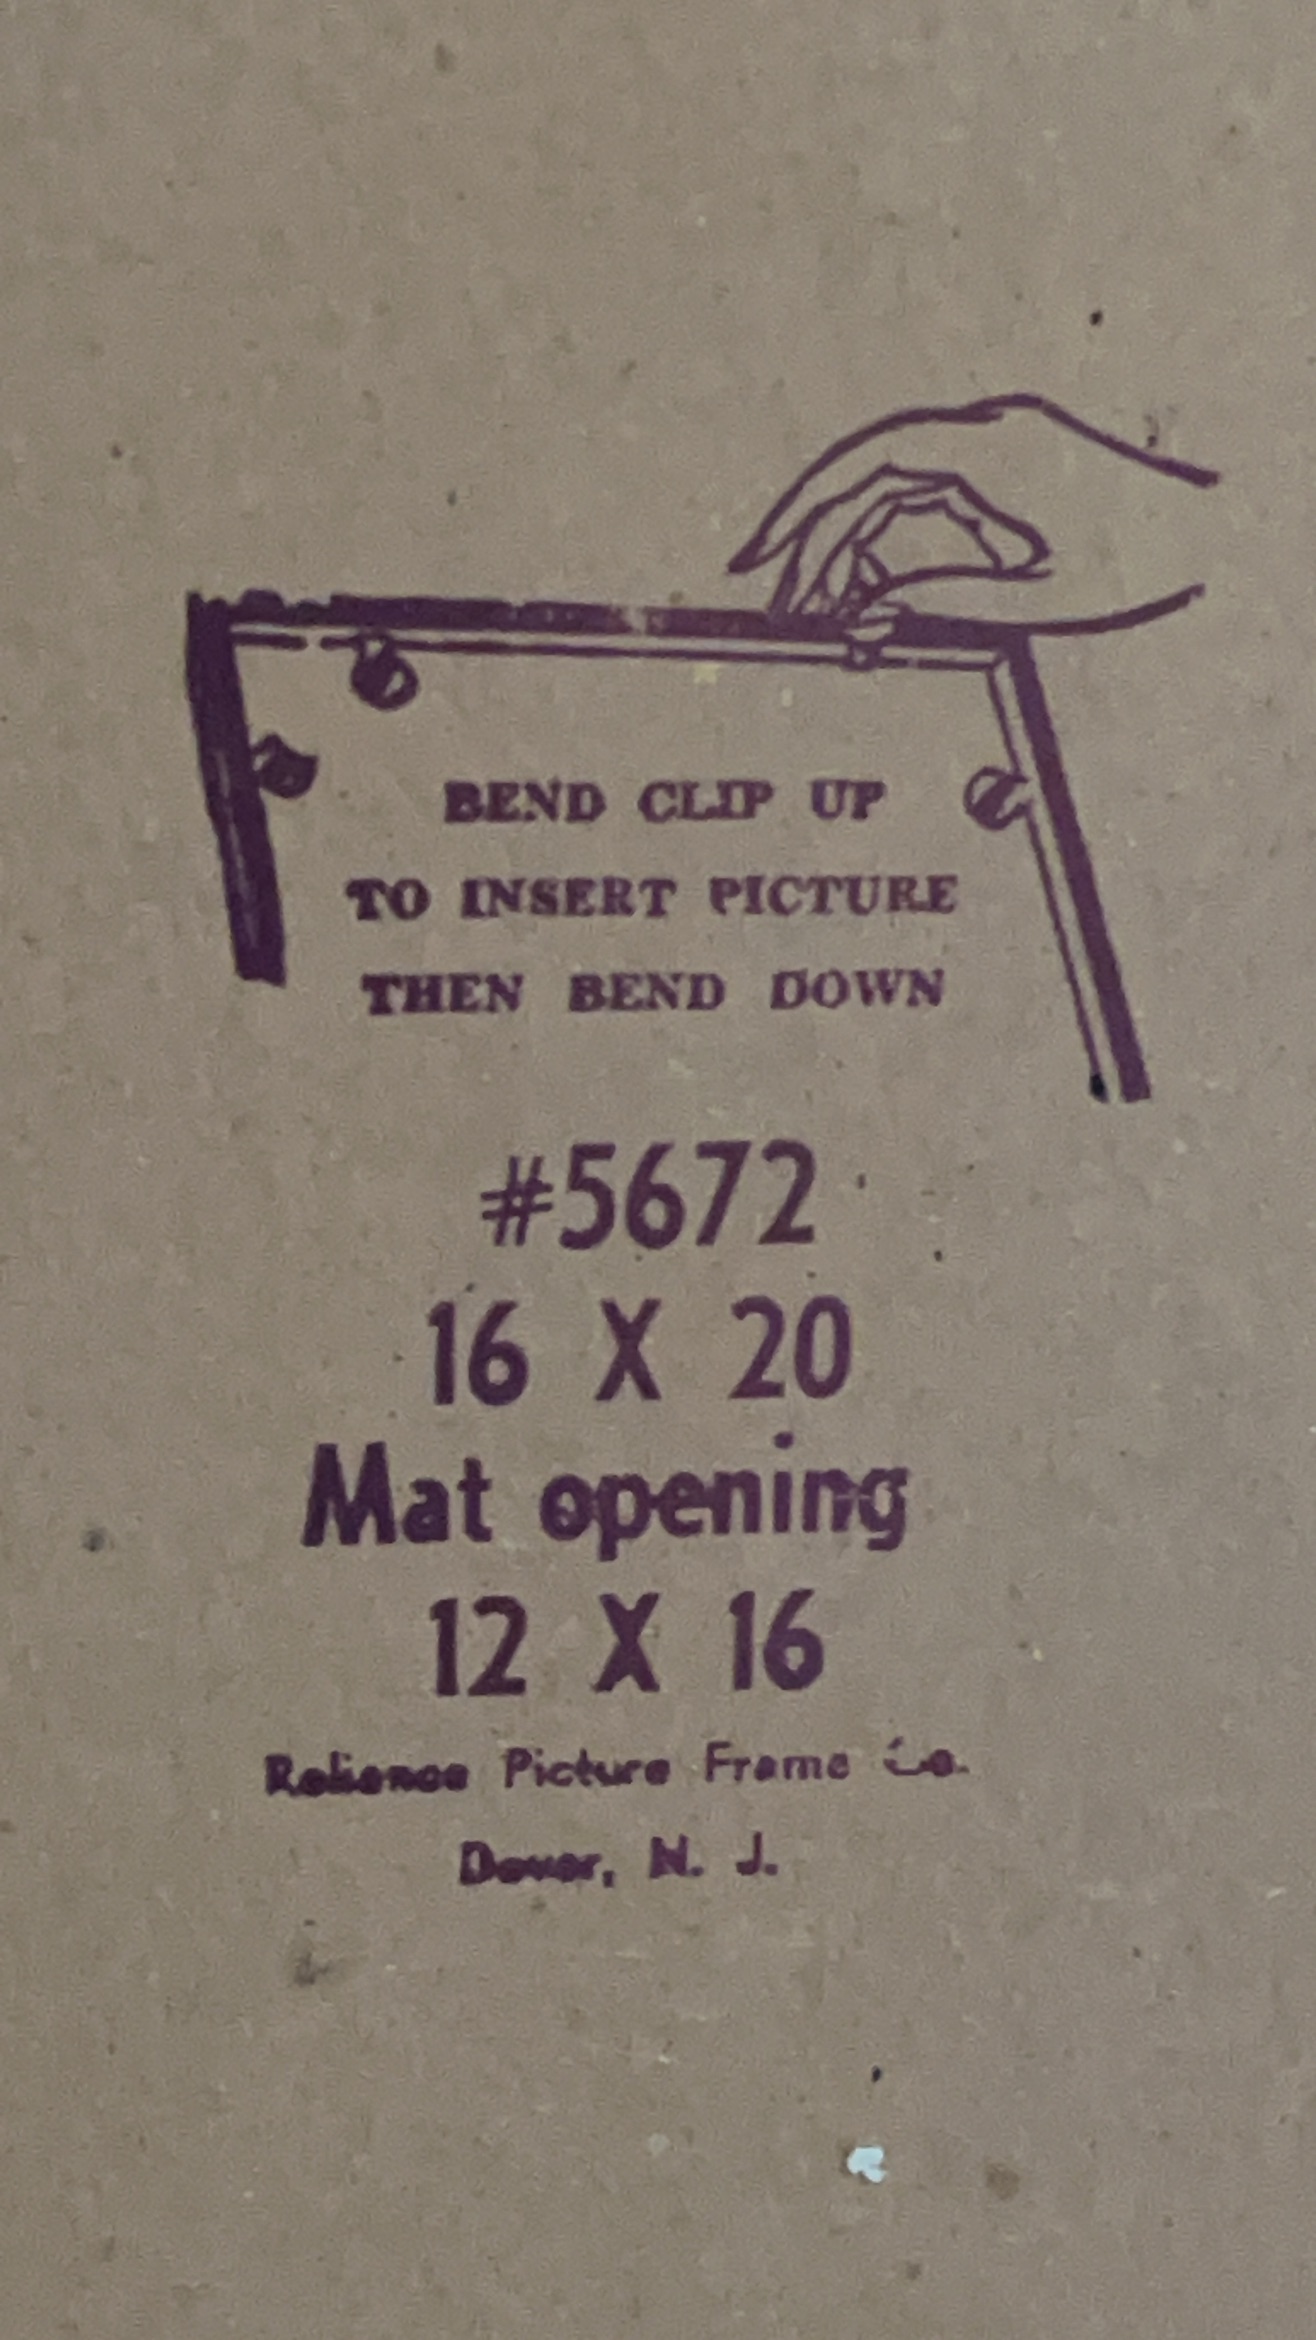 BEND CLIP UP
TO INSERT PICTURE
THEN BEND DOWN
#5672
16 X 20
Mat opening
12 X 16
Reliance Picture Frame Co.
Dover, N. J.